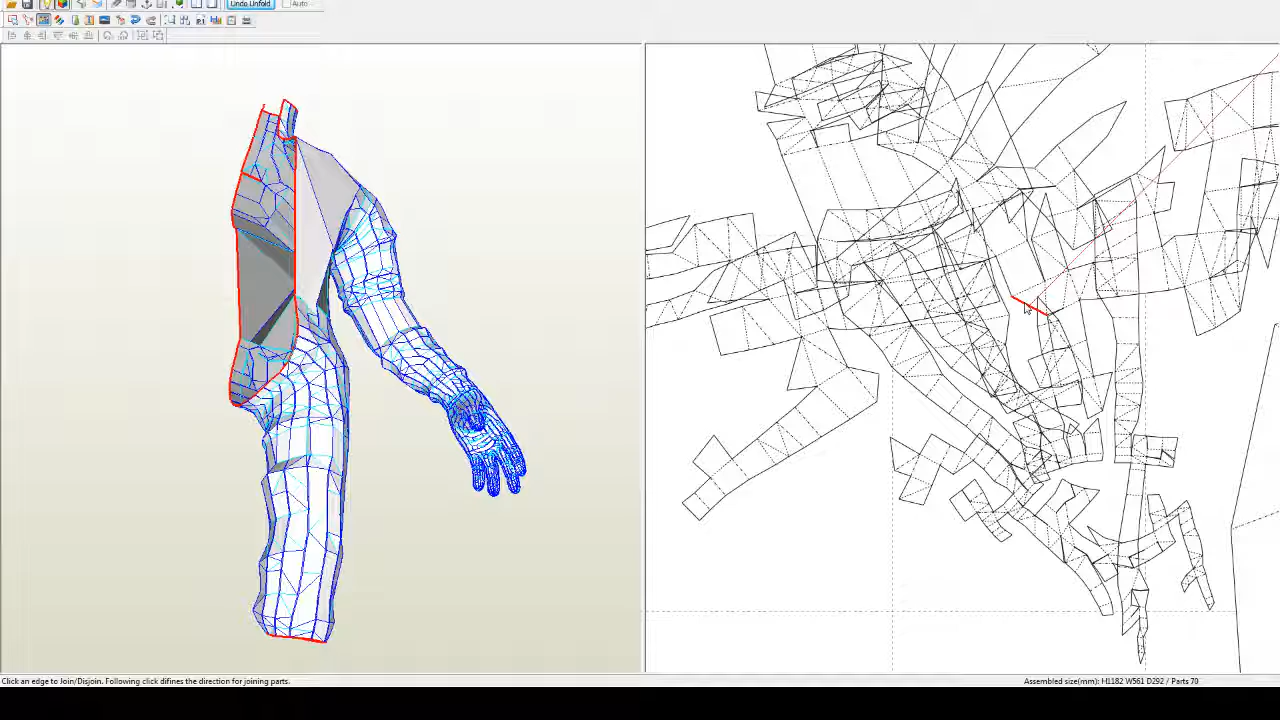 Undo Unfold
Auto
Click an edge to Join/Disjoin. Following click difines the direction for joining parts.
Assembled size(mm): H1182 W561 D292 / Parts 70